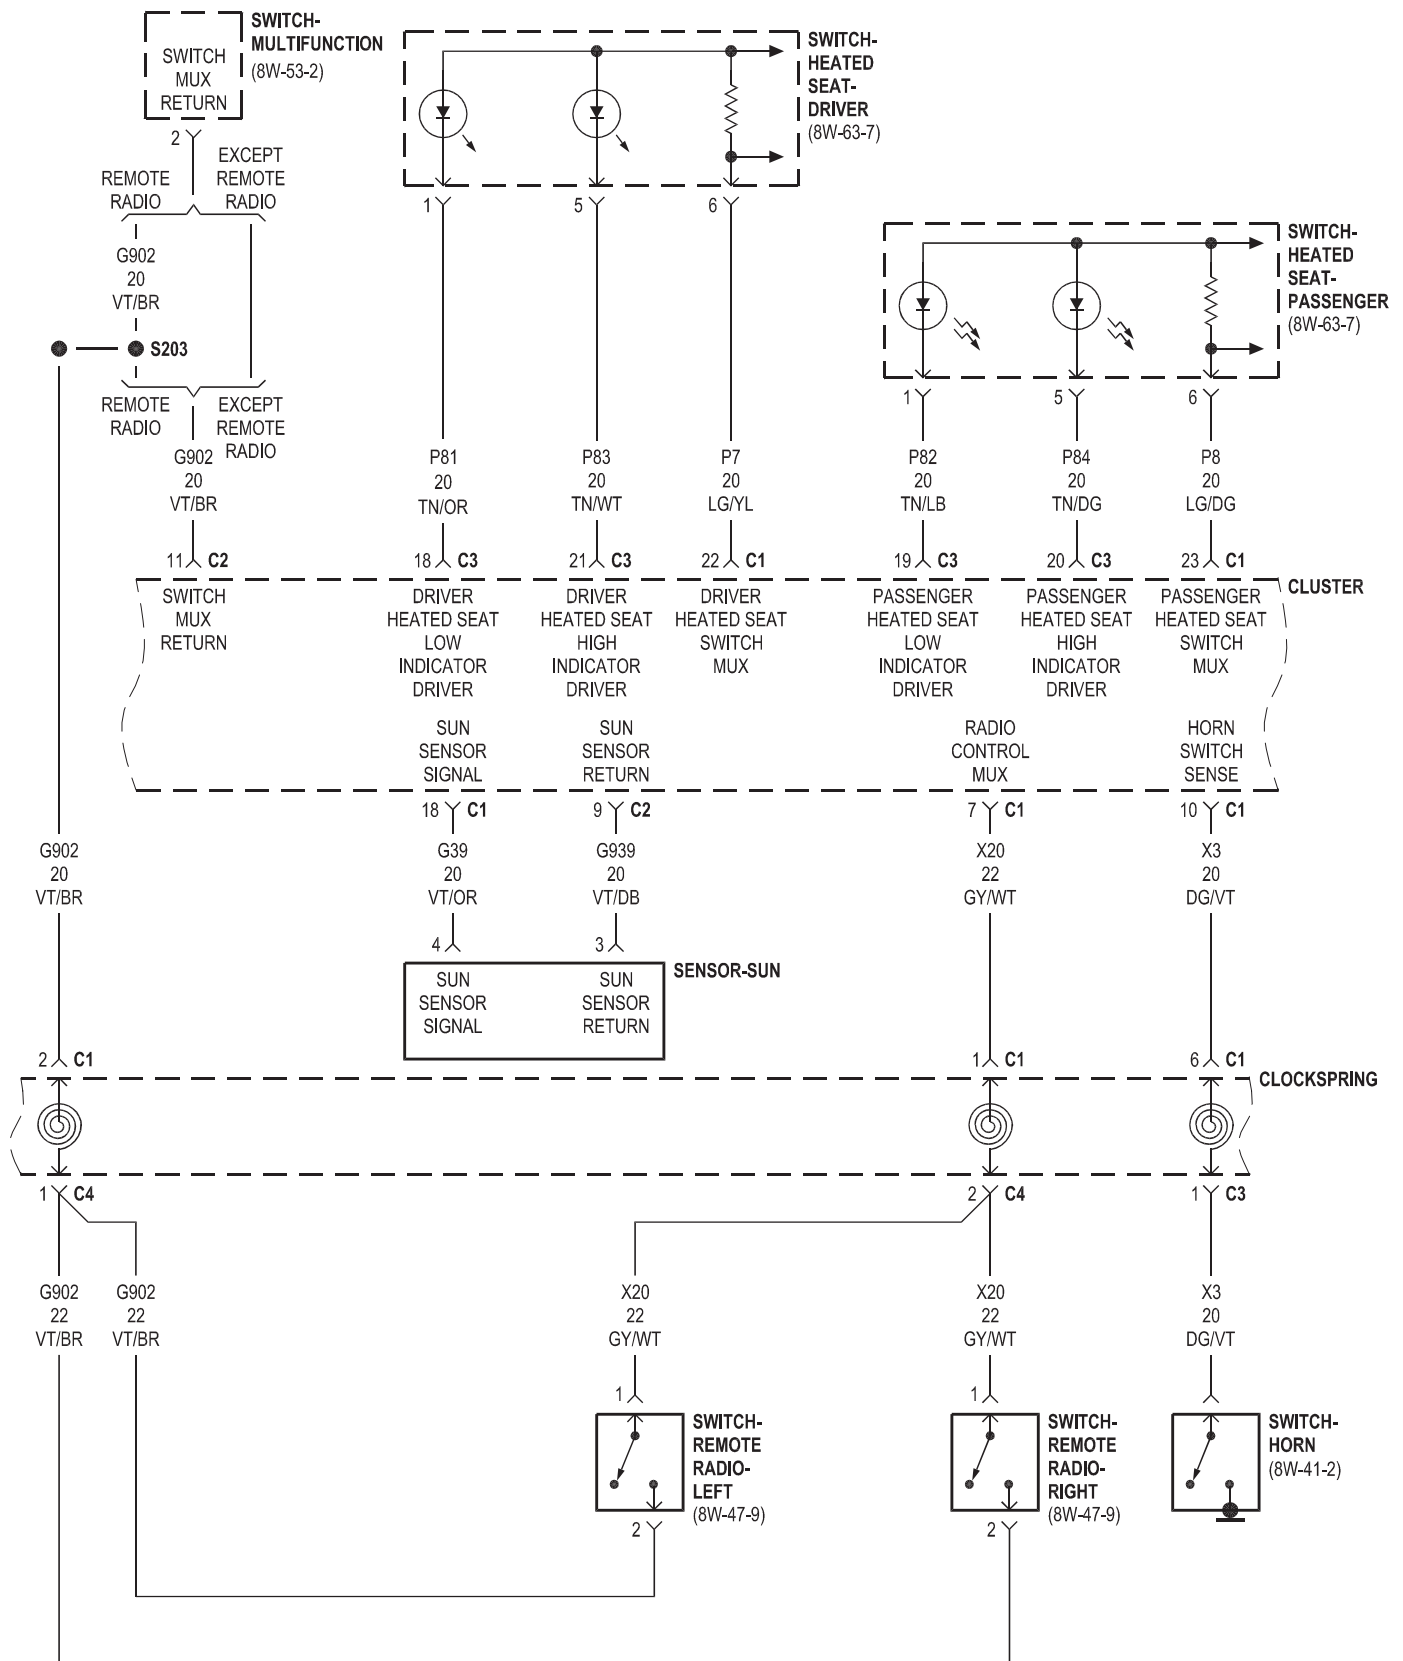 SWITCH-
MULTIFUNCTION
(8W-53-2)
SWITCH
MUX
RETURN
2
REMOTE
RADIO
EXCEPT
REMOTE
RADIO
G902
20
VT/BR
S203
REMOTE
RADIO
EXCEPT
REMOTE
RADIO
G902
20
VT/BR
11 C2
SWITCH-
HEATED
SEAT-
DRIVER
(8W-63-7)
1 5 6
SWITCH-
HEATED
SEAT-
PASSENGER
(8W-63-7)
1 5 6
P81
20
TN/OR
18 C3
P83
20
TN/WT
21 C3
P7
20
LG/YL
22 C1
P82
20
TN/LB
19 C3
P84
20
TN/DG
20 C3
P8
20
LG/DG
23 C1
CLUSTER
SWITCH
MUX
RETURN
DRIVER
HEATED SEAT
LOW
INDICATOR
DRIVER
DRIVER
HEATED SEAT
HIGH
INDICATOR
DRIVER
DRIVER
HEATED SEAT
SWITCH
MUX
PASSENGER
HEATED SEAT
LOW
INDICATOR
DRIVER
PASSENGER
HEATED SEAT
HIGH
INDICATOR
DRIVER
PASSENGER
HEATED SEAT
SWITCH
MUX
SUN
SENSOR
SIGNAL
SUN
SENSOR
RETURN
RADIO
CONTROL
MUX
HORN
SWITCH
SENSE
18 C1
9 C2
7 C1
10 C1
G902
20
VT/BR
G39
20
VT/OR
G939
20
VT/DB
X20
22
GY/WT
X3
20
DG/VT
4
3
SENSOR-SUN
SUN
SENSOR
SIGNAL
SUN
SENSOR
RETURN
2 C1
1 C1
6 C1
CLOCKSPRING
1 C4
2 C4
1 C3
G902
22
VT/BR
G902
22
VT/BR
X20
22
GY/WT
X20
22
GY/WT
X3
20
DG/VT
1
1
SWITCH-
REMOTE
RADIO-
LEFT
(8W-47-9)
SWITCH-
REMOTE
RADIO-
RIGHT
(8W-47-9)
SWITCH-
HORN
(8W-41-2)
2
2